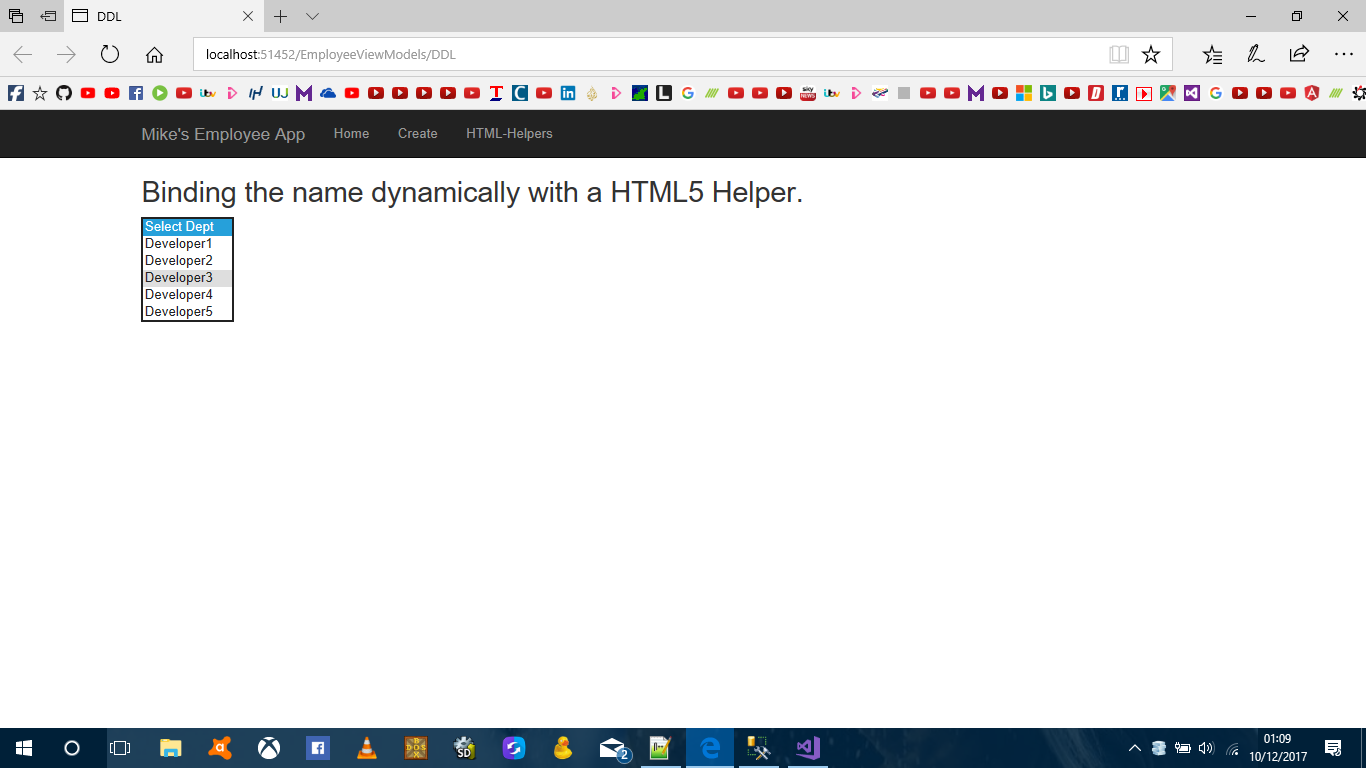 DDL
localhost:51452/EmployeeViewModels/DDL
Mike's Employee App Home Create HTML-Helpers
Binding the name dynamically with a HTML5 Helper.
Select Dept
Developer1
Developer2
Developer3
Developer4
Developer5
2
01:09
10/12/2017